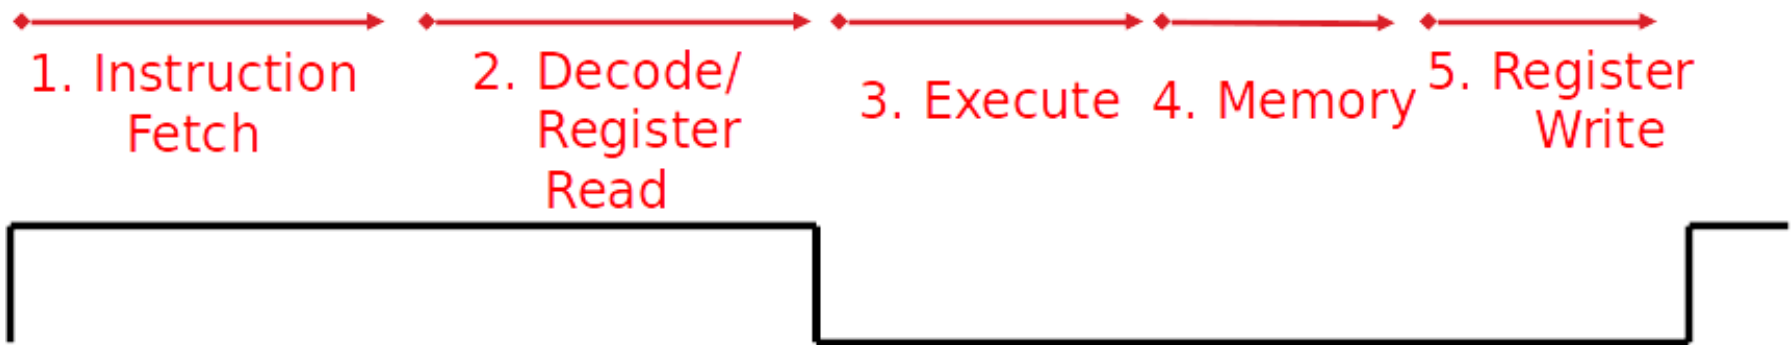 1. Instruction
Fetch
2. Decode/
Register
Read
3. Execute
4. Memory
5. Register
Write